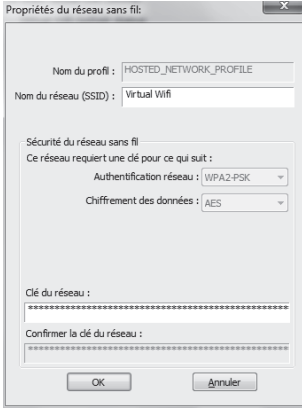 Propriétés du réseau sans fil:
Nom du profil : HOSTED_NETWORK_PROFILE
Nom du réseau (SSID) : Virtual Wifi
Sécurité du réseau sans fil
Ce réseau requiert une clé pour ce qui suit :
Authentification réseau : WPA2-PSK
Chiffrement des données : AES
Clé du réseau :
**************************************************
Confirmer la clé du réseau :
**************************************************
OK Annuler